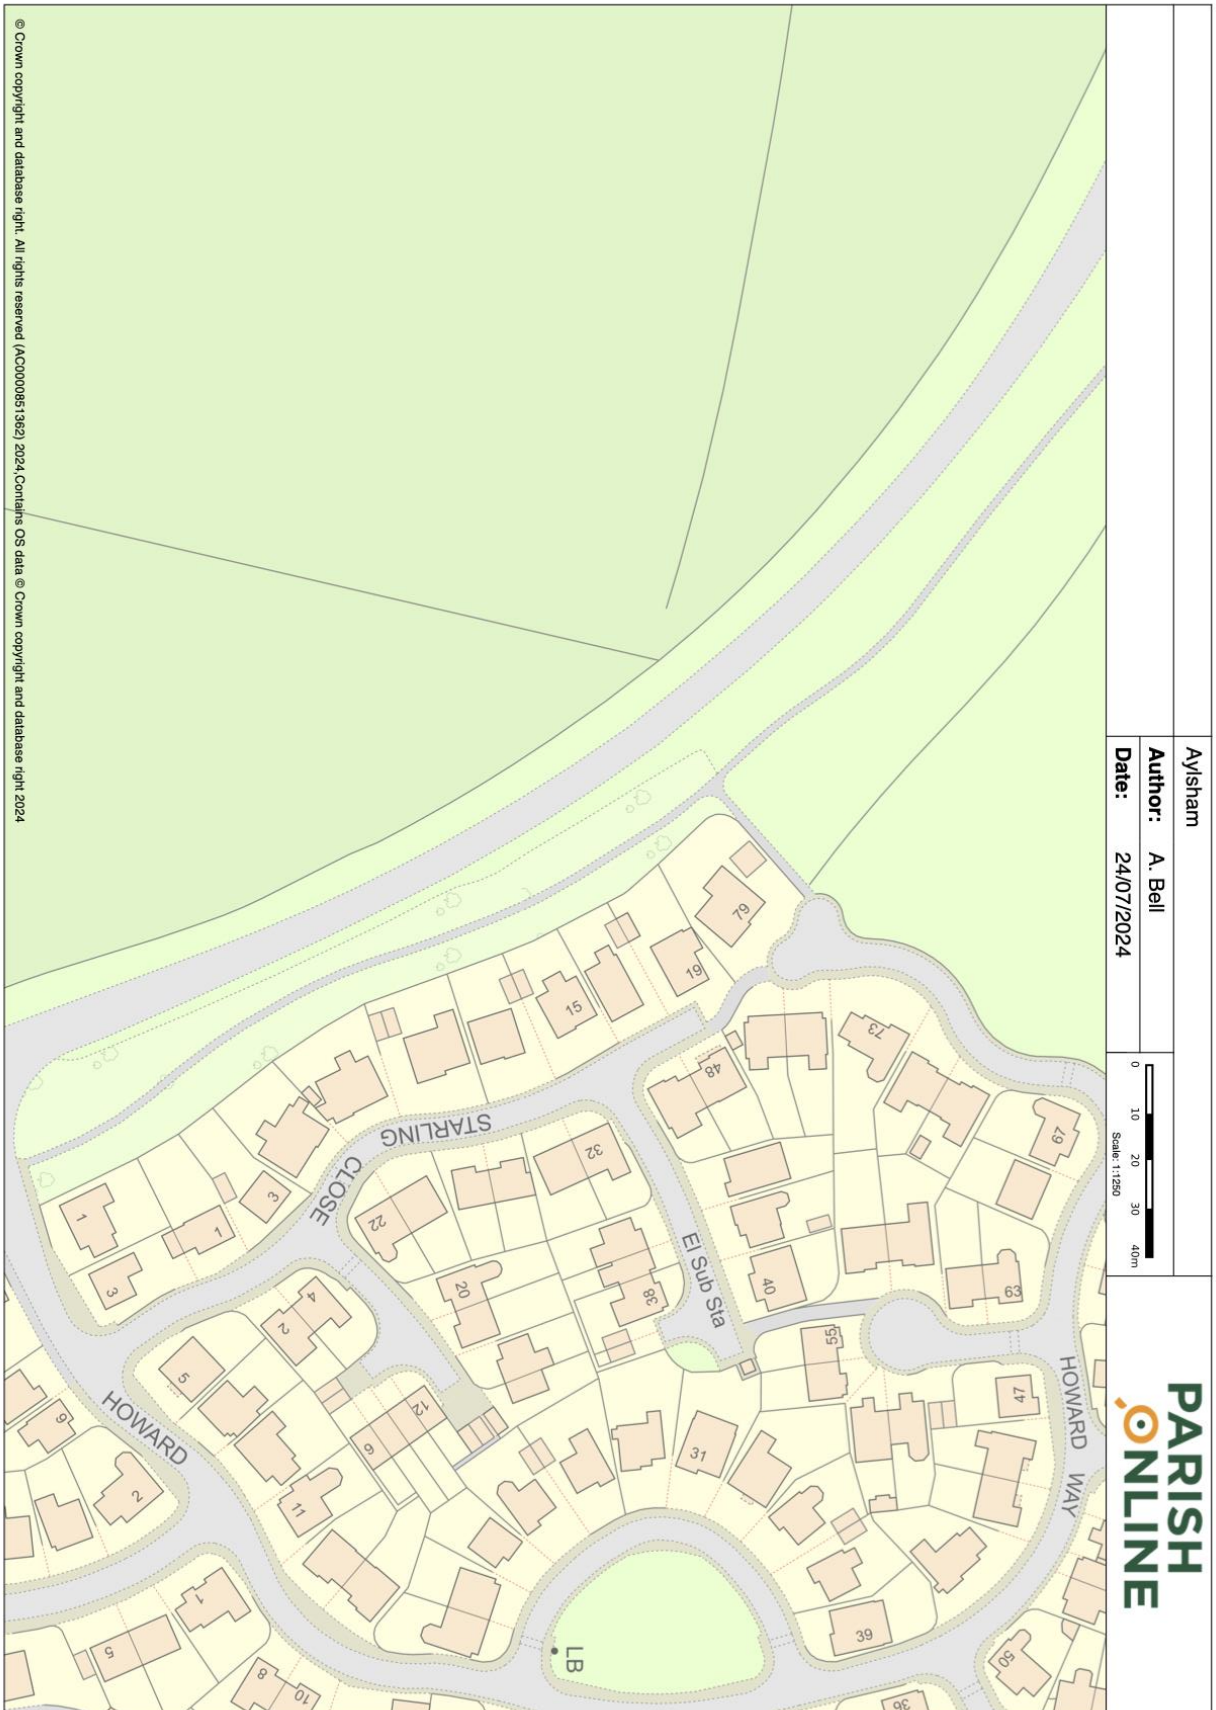 Aylsham
Author: A. Bell
Date: 24/07/2024
0 10 20 30 40m
Scale: 1:1250
PARISH
ONLINE
HOWARD WAY
67
73
63
47
79
19
48
15
40
55
El Sub Sta
50
39
36
31
38
32
LB
STARLING
CLOSE
22
20
12
9
4
2
3
1
1
3
5
11
HOWARD
9
2
1
5
8
10
© Crown copyright and database right. All rights reserved (AC0000851362) 2024,Contains OS data © Crown copyright and database right 2024